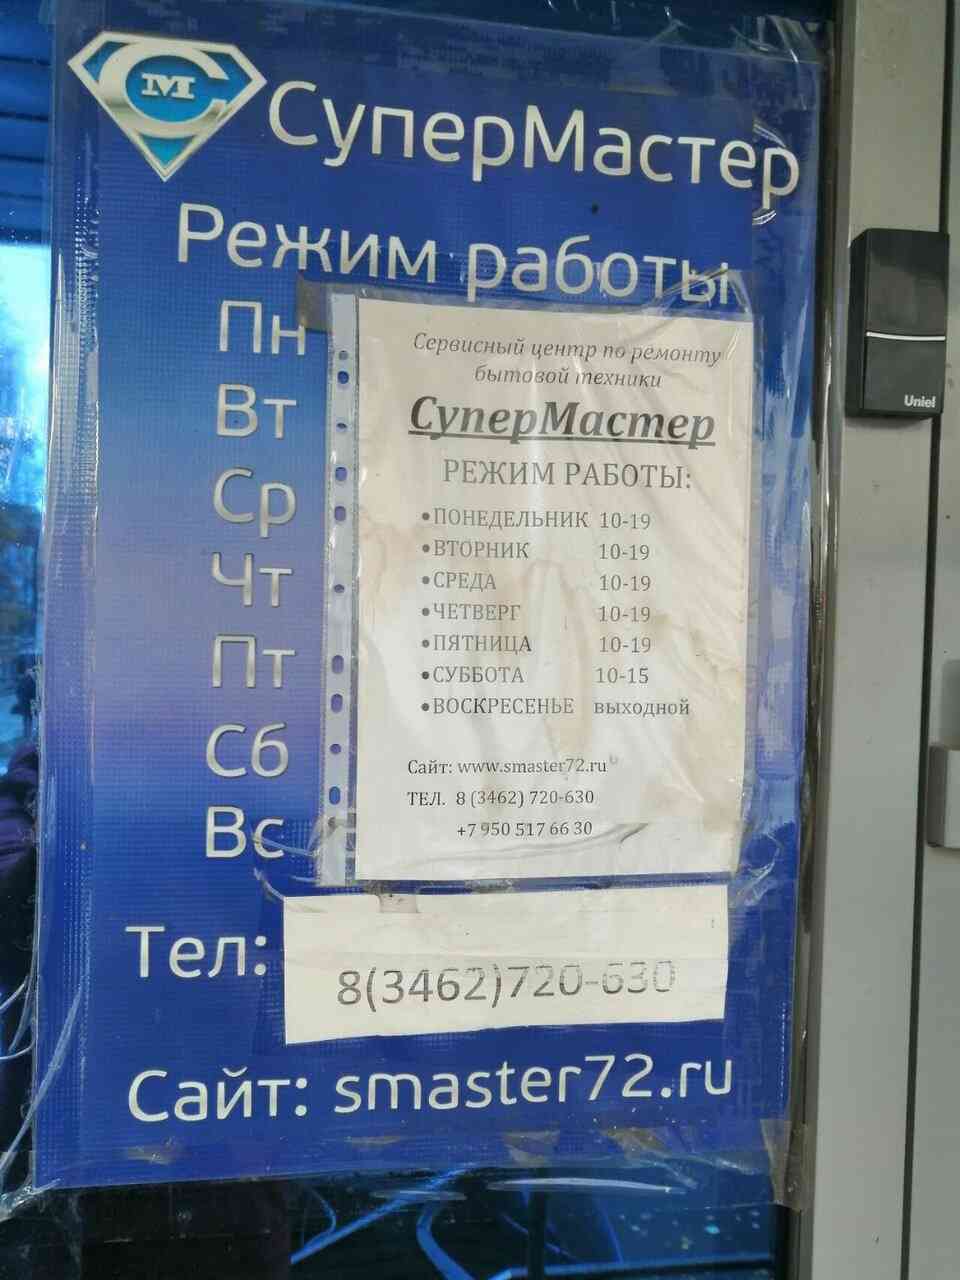 СМ
СуперМастер
Режим работы
Пн
Вт
Ср
Чт
Пт
Сб
Вс
Сервисный центр по ремонту
бытовой техники
СуперМастер
РЕЖИМ РАБОТЫ:
•ПОНЕДЕЛЬНИК 10-19
•ВТОРНИК 10-19
•СРЕДА 10-19
•ЧЕТВЕРГ 10-19
•ПЯТНИЦА 10-19
•СУББОТА 10-15
•ВОСКРЕСЕНЬЕ выходной
Сайт: www.smaster72.ru
ТЕЛ. 8 (3462) 720-630
+7 950 517 66 30
Тел: 8(3462)720-630
Сайт: smaster72.ru
Uniel